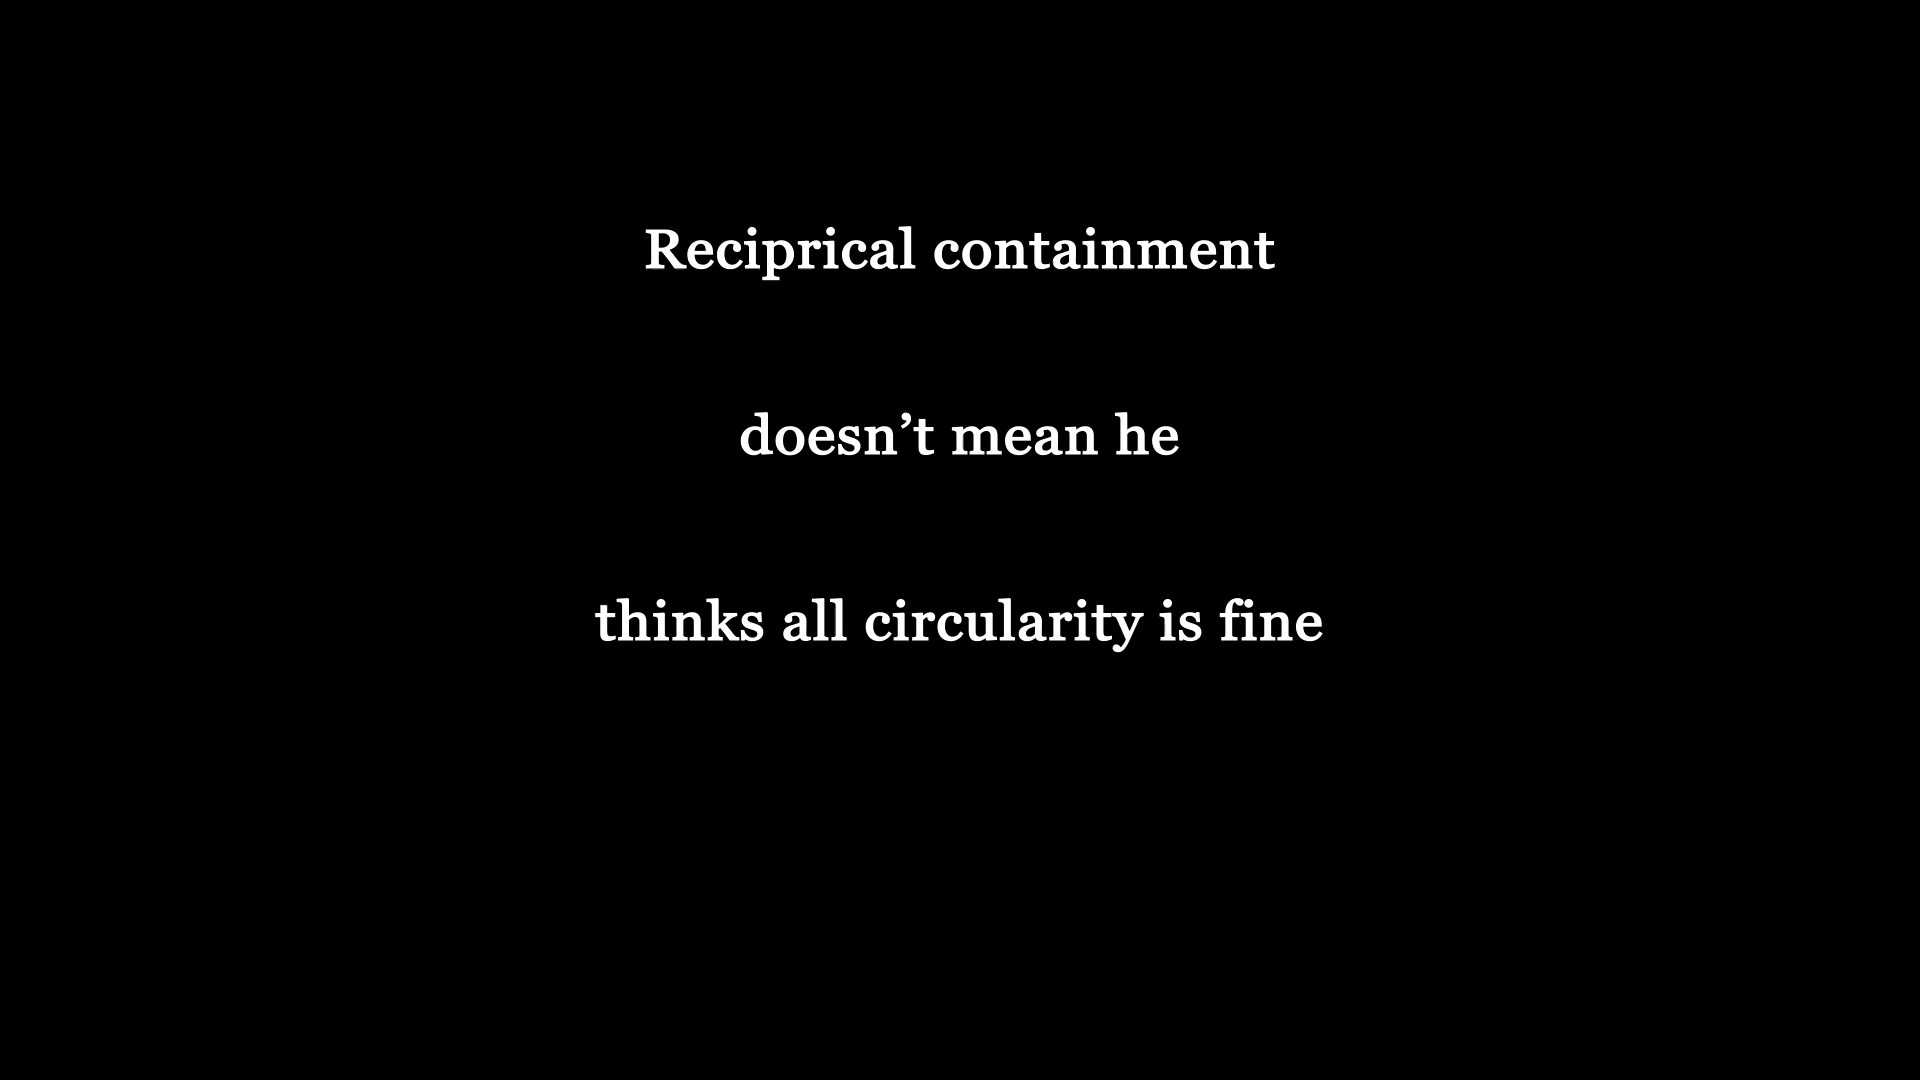 Reciprical containment
doesn’t mean he
thinks all circularity is fine